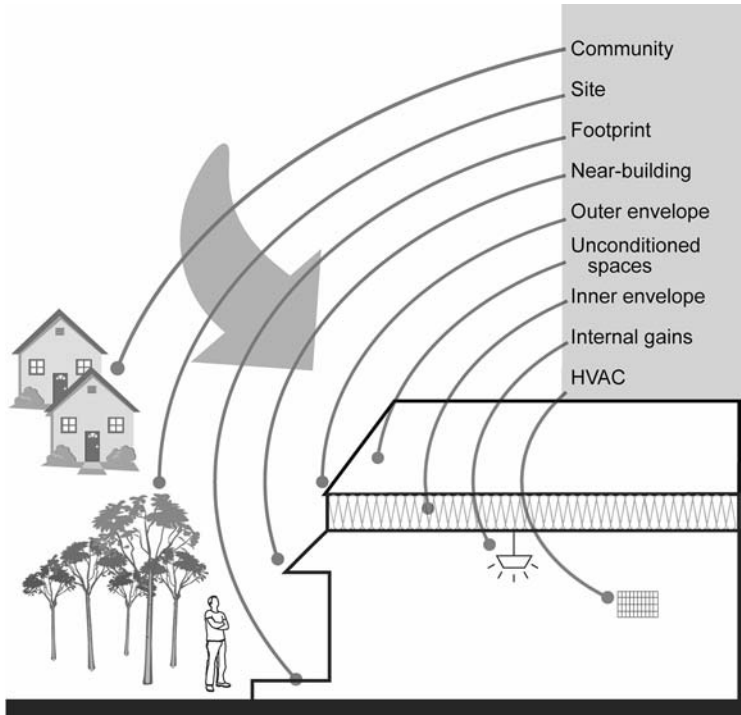 Community
Site
Footprint
Near-building
Outer envelope
Unconditioned
spaces
Inner envelope
Internal gains
HVAC